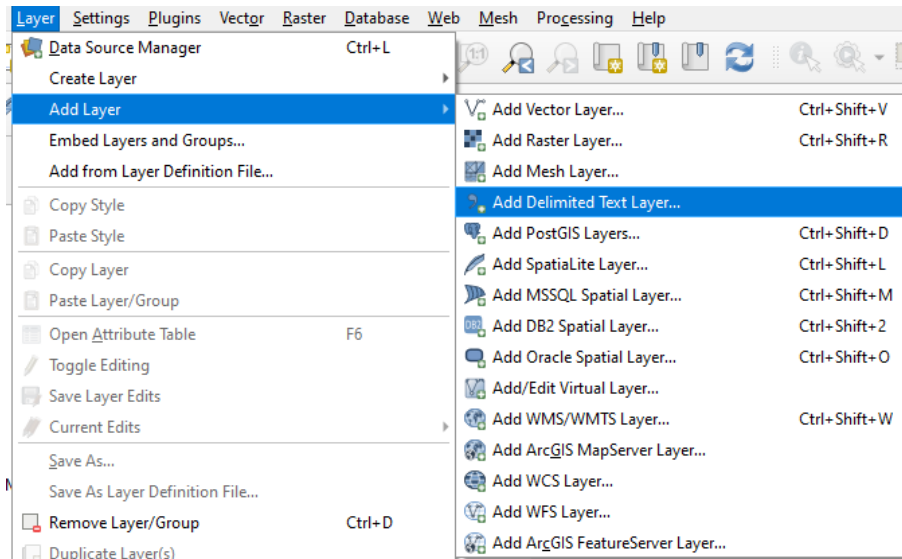 Layer Settings Plugins Vector Raster Database Web Mesh Processing Help
Data Source Manager Ctrl+L
Create Layer
Add Layer
Embed Layers and Groups...
Add from Layer Definition File...
Copy Style
Paste Style
Copy Layer
Paste Layer/Group
Open Attribute Table F6
Toggle Editing
Save Layer Edits
Current Edits
Save As...
Save As Layer Definition File...
Remove Layer/Group Ctrl+D
Duplicate Layer(s)
1:1
Add Vector Layer... Ctrl+Shift+V
Add Raster Layer... Ctrl+Shift+R
Add Mesh Layer...
Add Delimited Text Layer...
Add PostGIS Layers... Ctrl+Shift+D
Add SpatiaLite Layer... Ctrl+Shift+L
Add MSSQL Spatial Layer... Ctrl+Shift+M
DB2 Add DB2 Spatial Layer... Ctrl+Shift+2
Add Oracle Spatial Layer... Ctrl+Shift+O
Add/Edit Virtual Layer...
Add WMS/WMTS Layer... Ctrl+Shift+W
Add ArcGIS MapServer Layer...
Add WCS Layer...
Add WFS Layer...
Add ArcGIS FeatureServer Layer...